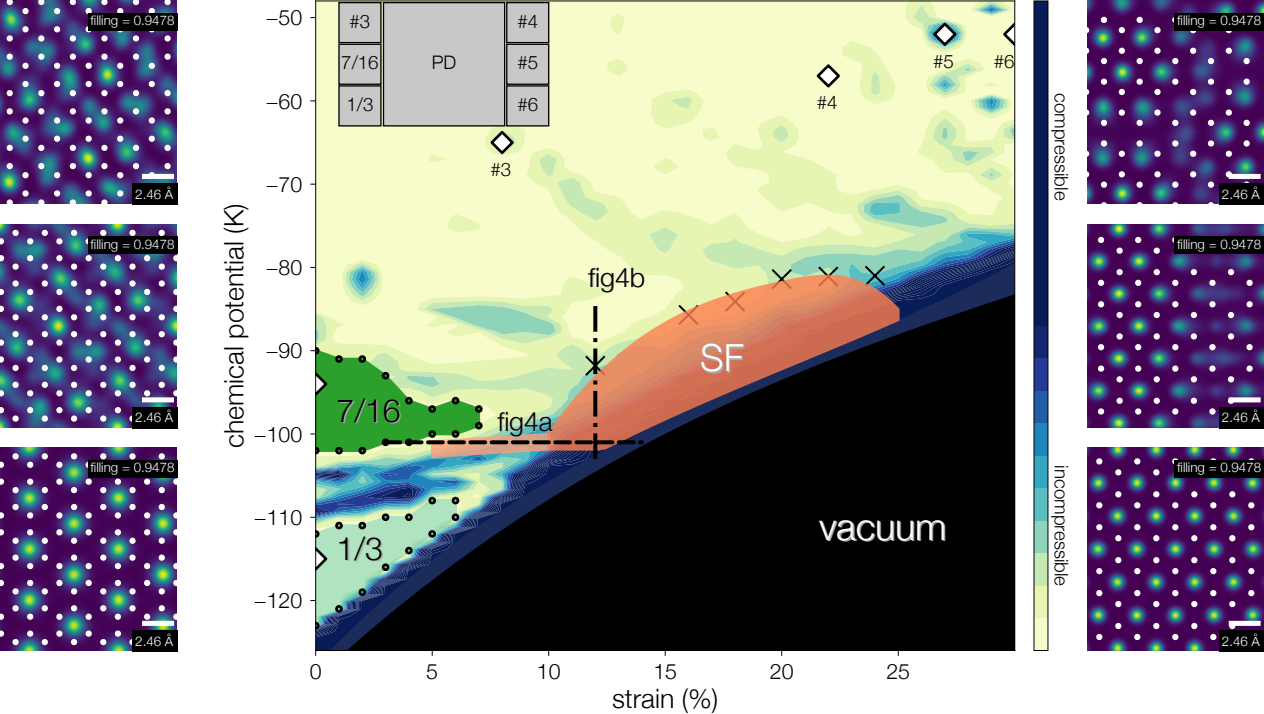 filling = 0.9478
2.46 Å
filling = 0.9478
2.46 Å
filling = 0.9478
2.46 Å
chemical potential (K)
−50
−60
−70
−80
−90
−100
−110
−120
#3
7/16
1/3
PD
#4
#5
#6
#3
#4
#5
#6
fig4b
SF
7/16
fig4a
1/3
vacuum
0
5
10
15
20
25
strain (%)
compressible
incompressible
filling = 0.9478
2.46 Å
filling = 0.9478
2.46 Å
filling = 0.9478
2.46 Å